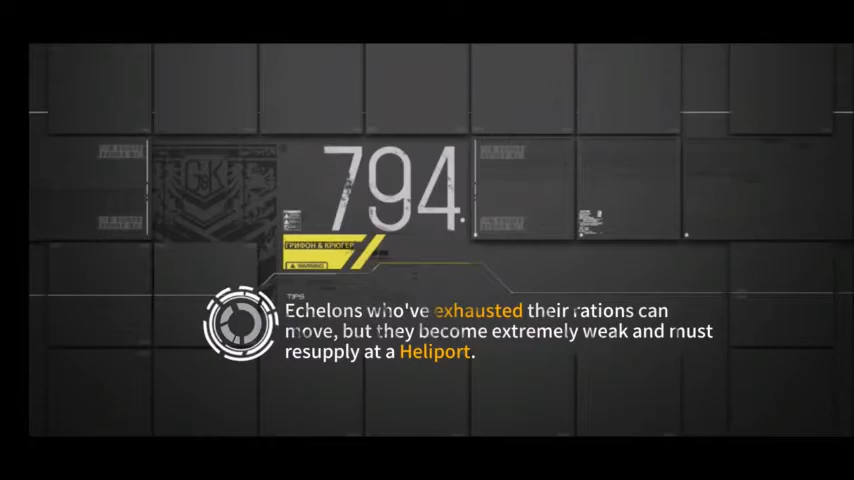 G&K
794.
ГРИФОН & КРЮГЕР
WARNING
TIPS
Echelons who've exhausted their rations can
move, but they become extremely weak and must
resupply at a Heliport.